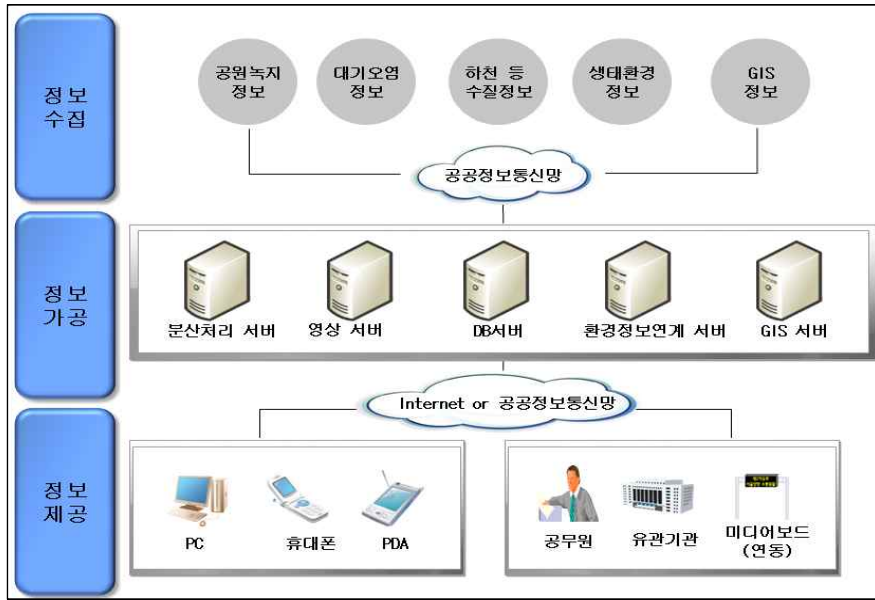 정보
수집
공원녹지
정보
대기오염
정보
하천 등
수질정보
생태환경
정보
GIS
정보
공공정보통신망
정보
가공
분산처리 서버
영상 서버
DB서버
환경정보연계 서버
GIS 서버
Internet or 공공정보통신망
정보
제공
PC
휴대폰
PDA
공무원
유관기관
미디어보드
(연동)